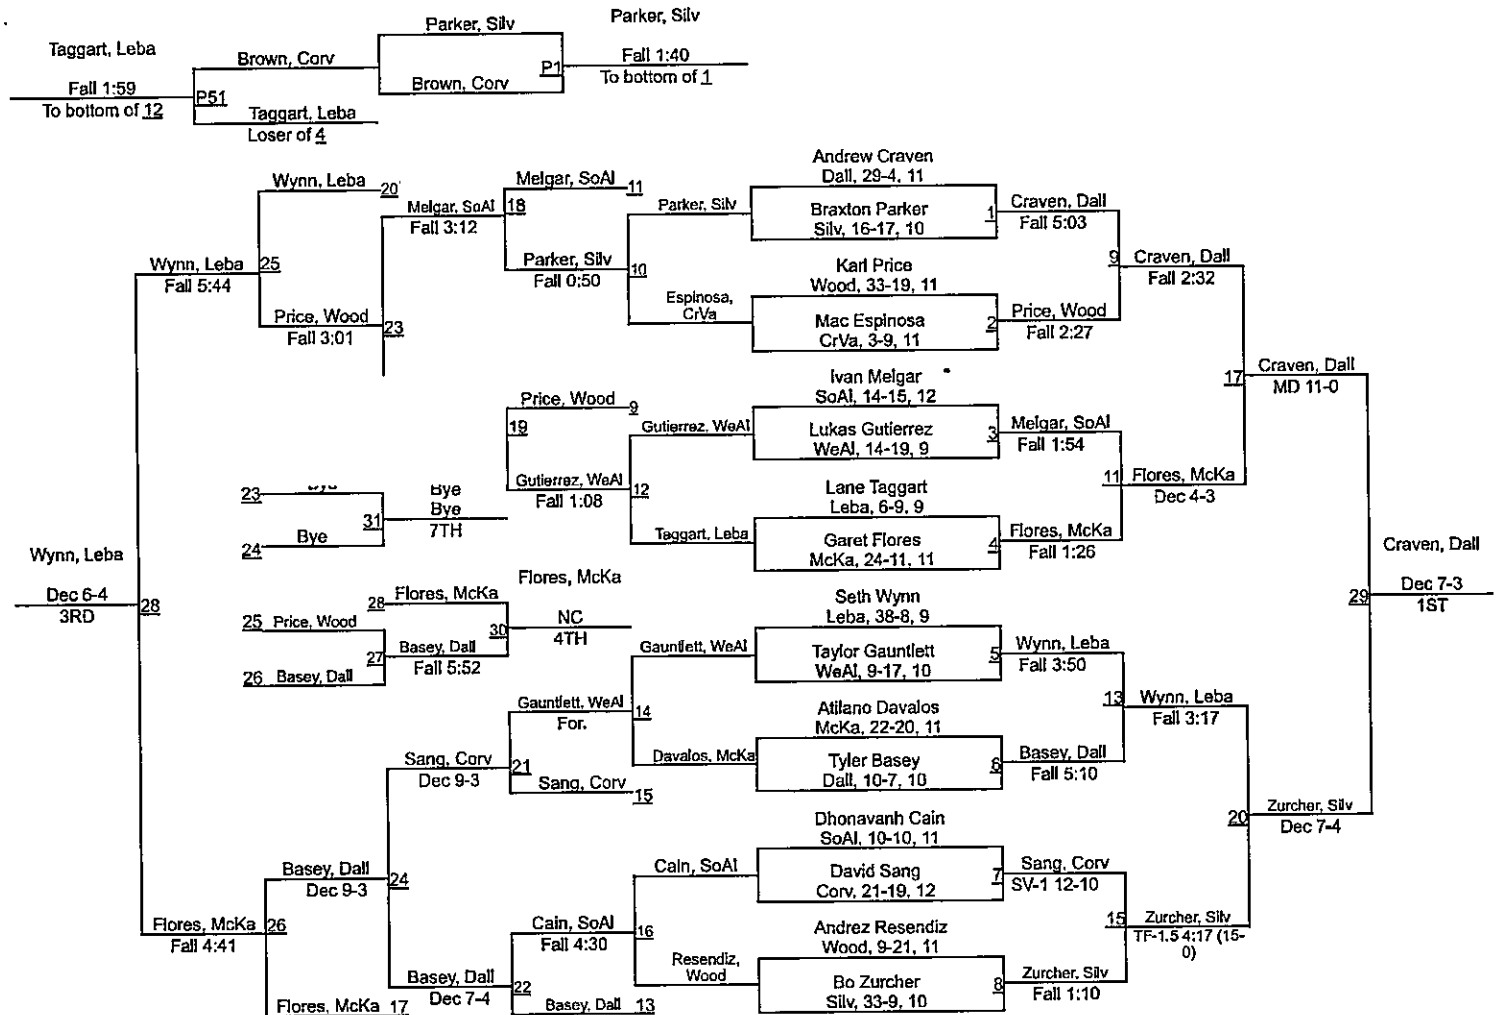 Parker, Silv
Parker, Silv
Taggart, Leba
Brown, Corv
Fall 1:40
P1
Fall 1:59
Brown, Corv
To bottom of 1
P51
To bottom of 12
Taggart, Leba
Loser of 4
Andrew Craven
Dall, 29-4, 11
Wynn, Leba 20
Melgar, SoAl 11
Melgar, SoAl 18
Parker, Silv
Braxton Parker
Silv, 16-17, 10
1
Craven, Dall
Fall 3:12
Fall 5:03
Wynn, Leba 25
Parker, Silv 10
Karl Price
Wood, 33-19, 11
9 Craven, Dall
Fall 5:44
Fall 0:50
Fall 2:32
Espinosa,
CrVa
Price, Wood 23
Mac Espinosa
CrVa, 3-9, 11
2
Price, Wood
Fall 3:01
Fall 2:27
Ivan Melgar
SoAl, 14-15, 12
17 Craven, Dall
MD 11-0
Price, Wood 9
19
Gutierrez, WeAl
Lukas Gutierrez
WeAl, 14-19, 9
3
Melgar, SoAl
Fall 1:54
Gutierrez, WeAl 12
Lane Taggart
Leba, 6-9, 9
11 Flores, McKa
Dec 4-3
23
Bye
Bye
Fall 1:08
31
7TH
24 Bye
Taggart, Leba
Garet Flores
McKa, 24-11, 11
4
Flores, McKa
Fall 1:26
Wynn, Leba
Craven, Dall
Flores, McKa
Dec 6-4
28
3RD
28 Flores, McKa
NC
30
4TH
Seth Wynn
Leba, 38-8, 9
29
Dec 7-3
1ST
25 Price, Wood
27
Basey, Dall
Fall 5:52
26 Basey, Dall
Gauntlett, WeAl
Taylor Gauntlett
WeAl, 9-17, 10
5
Wynn, Leba
Fall 3:50
Gauntlett, WeAl 14
For.
Atilano Davalos
McKa, 22-20, 11
13 Wynn, Leba
Fall 3:17
Sang, Corv 21
Dec 9-3
Davalos, McKa
Tyler Basey
Dall, 10-7, 10
6
Basey, Dall
Fall 5:10
Sang, Corv 15
Dhonavanh Cain
SoAl, 10-10, 11
20 Zurcher, Silv
Dec 7-4
Basey, Dall 24
Dec 9-3
Cain, SoAl
David Sang
Corv, 21-19, 12
7
Sang, Corv
SV-1 12-10
Flores, McKa 26
Fall 4:41
Cain, SoAl 16
Fall 4:30
Andrez Resendiz
Wood, 9-21, 11
15 Zurcher, Silv
TF-1.5 4:17 (15-
0)
Resendiz,
Wood
Basey, Dall 22
Dec 7-4
Bo Zurcher
Silv, 33-9, 10
8
Zurcher, Silv
Fall 1:10
Flores, McKa 17
Basey, Dall 13